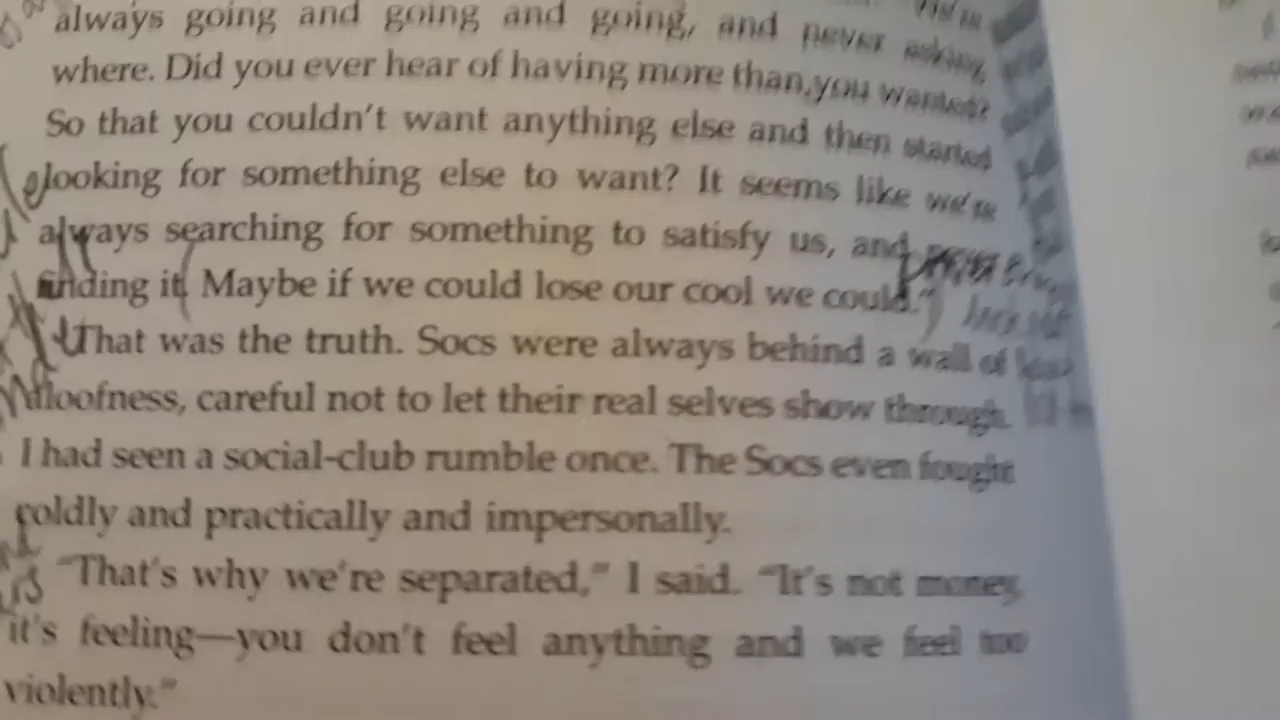 always going and going and going, and never asking
where. Did you ever hear of having more than you wanted?
So that you couldn't want anything else and then started
looking for something else to want? It seems like we're
always searching for something to satisfy us, and
finding it. Maybe if we could lose our cool we could."
That was the truth. Socs were always behind a wall of
aloofness, careful not to let their real selves show through.
I had seen a social-club rumble once. The Socs even fought
coldly and practically and impersonally.
"That's why we're separated," I said. "It's not money,
it's feeling—you don't feel anything and we feel too
violently."